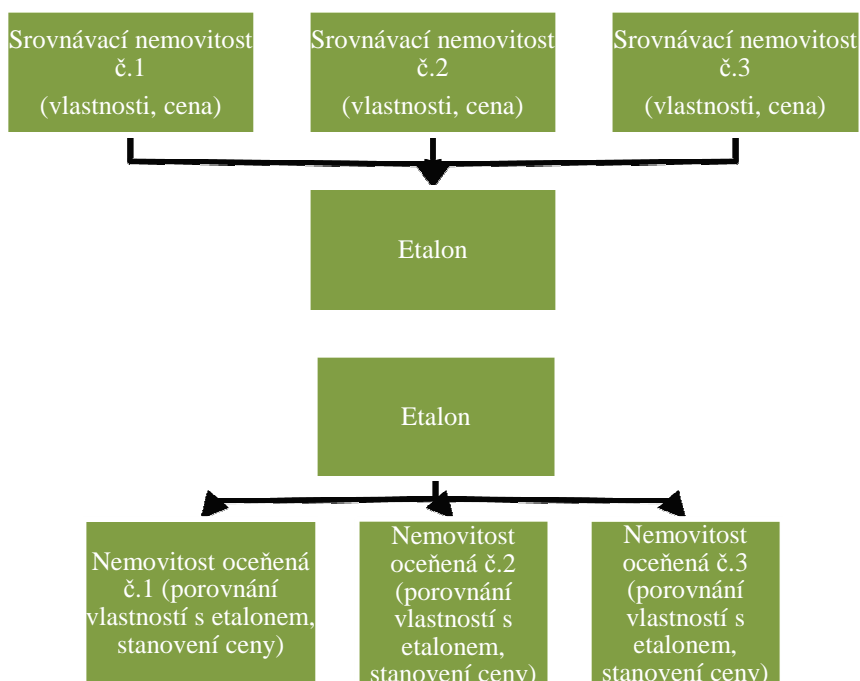 Srovnávací nemovitost
č.1
(vlastnosti, cena)
Srovnávací nemovitost
č.2
(vlastnosti, cena)
Srovnávací nemovitost
č.3
(vlastnosti, cena)
Etalon
Etalon
Nemovitost oceňená
č.1 (porovnání
vlastností s etalonem,
stanovení ceny)
Nemovitost
oceňená č.2
(porovnání
vlastností s
etalonem,
stanovení ceny)
Nemovitost
oceňená č.3
(porovnání
vlastností s
etalonem,
stanovení ceny)